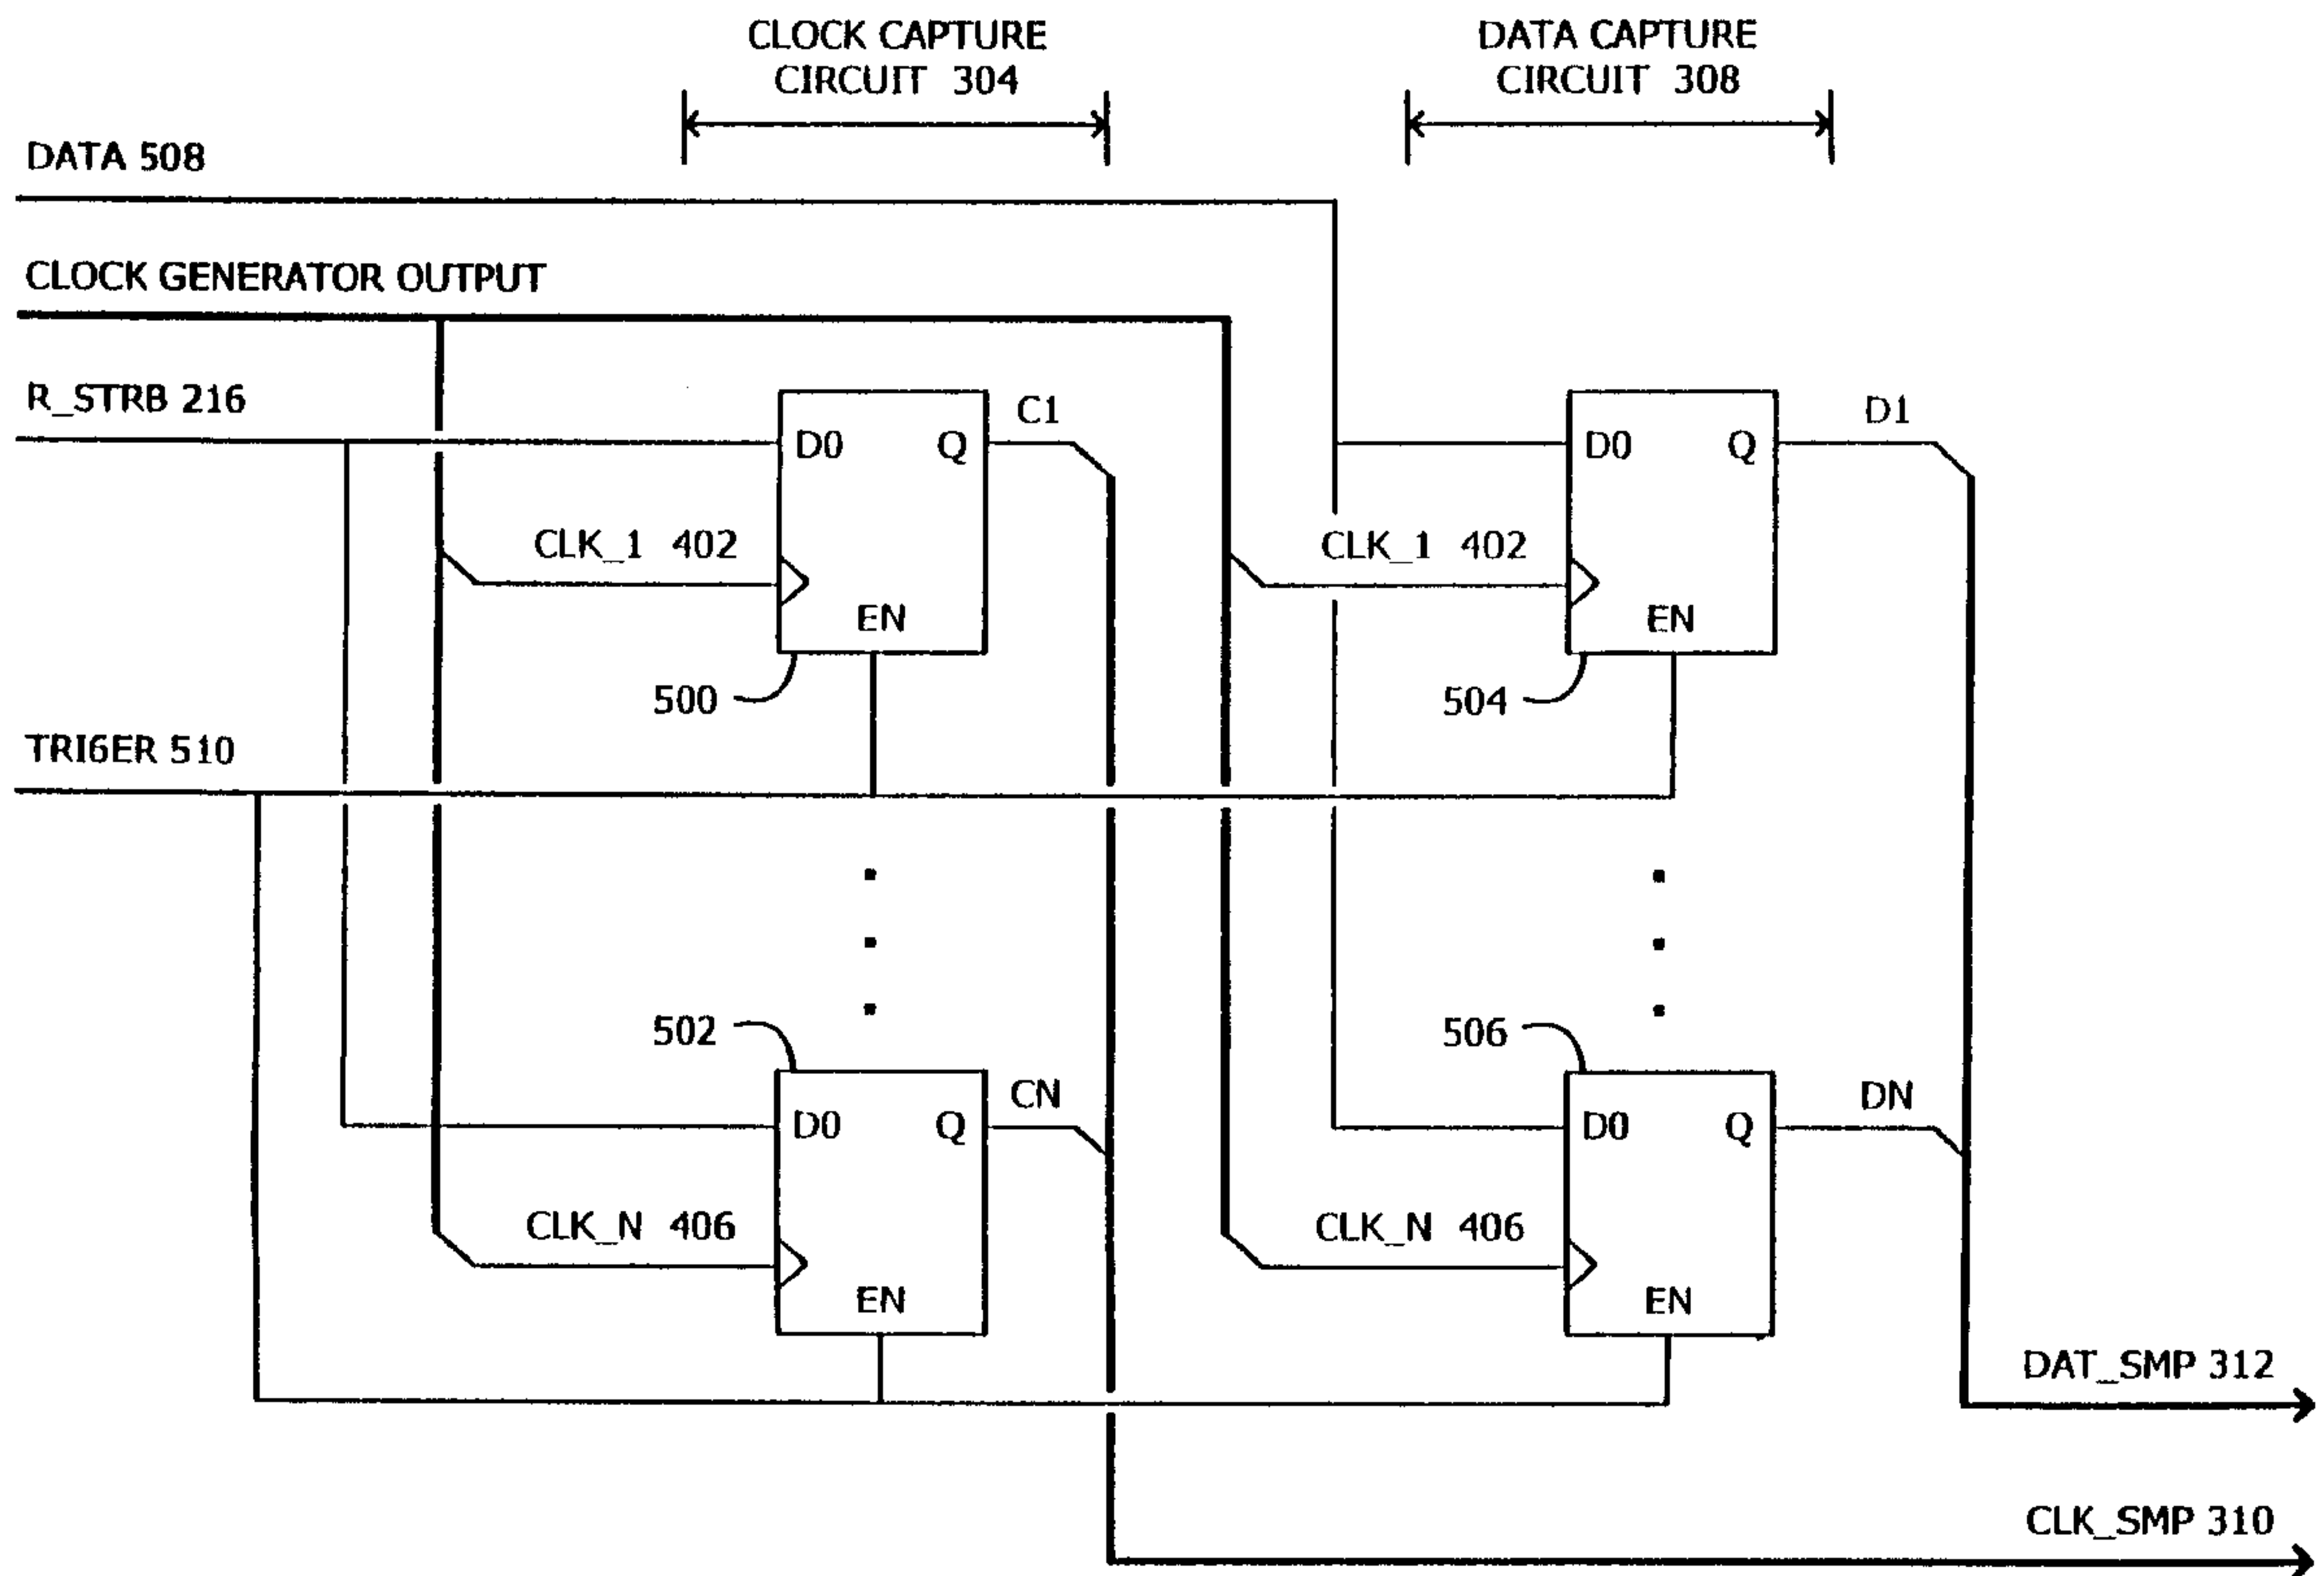 CLOCK CAPTURE
CIRCUIT 304
DATA CAPTURE
CIRCUIT 308
DATA 508
CLOCK GENERATOR OUTPUT
R_STRB 216
C1
D1
D0 Q
D0 Q
CLK_1 402
CLK_1 402
EN
EN
500
504
TRI6ER 510
502
506
CN
DN
D0 Q
D0 Q
CLK_N 406
CLK_N 406
EN
EN
DAT_SMP 312
CLK_SMP 310